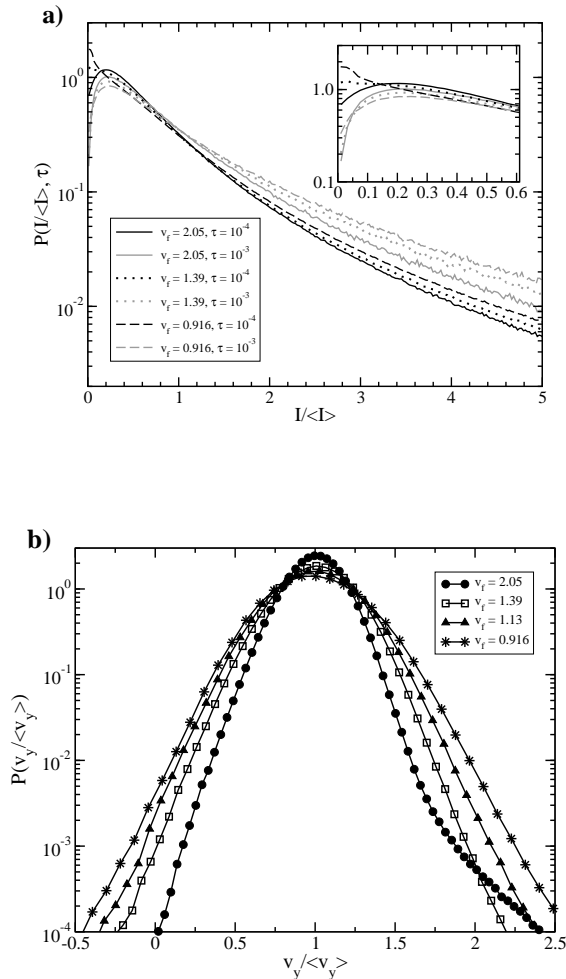 a)
10^0
10^-1
10^-2
P(I/<I>, τ)
0 1 2 3 4 5
I/<I>
1.0
0.1
0 0.1 0.2 0.3 0.4 0.5 0.6
v_f = 2.05, τ = 10^-4
v_f = 2.05, τ = 10^-3
v_f = 1.39, τ = 10^-4
v_f = 1.39, τ = 10^-3
v_f = 0.916, τ = 10^-4
v_f = 0.916, τ = 10^-3
b)
10^0
10^-1
10^-2
10^-3
10^-4
P(v_y/<v_y>)
-0.5 0 0.5 1 1.5 2 2.5
v_y/<v_y>
v_f = 2.05
v_f = 1.39
v_f = 1.13
v_f = 0.916